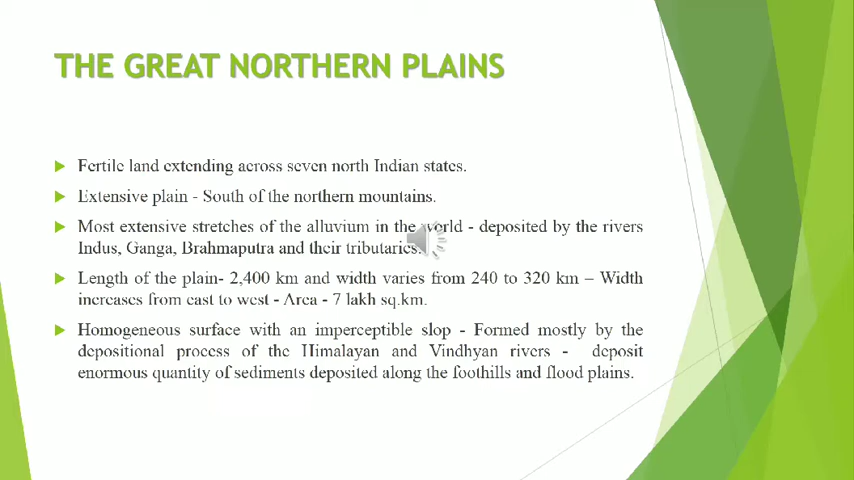 THE GREAT NORTHERN PLAINS
Fertile land extending across seven north Indian states.
Extensive plain - South of the northern mountains.
Most extensive stretches of the alluvium in the world - deposited by the rivers
Indus, Ganga, Brahmaputra and their tributaries.
Length of the plain- 2,400 km and width varies from 240 to 320 km – Width
increases from east to west - Area - 7 lakh sq.km.
Homogeneous surface with an imperceptible slop - Formed mostly by the
depositional process of the Himalayan and Vindhyan rivers - deposit
enormous quantity of sediments deposited along the foothills and flood plains.